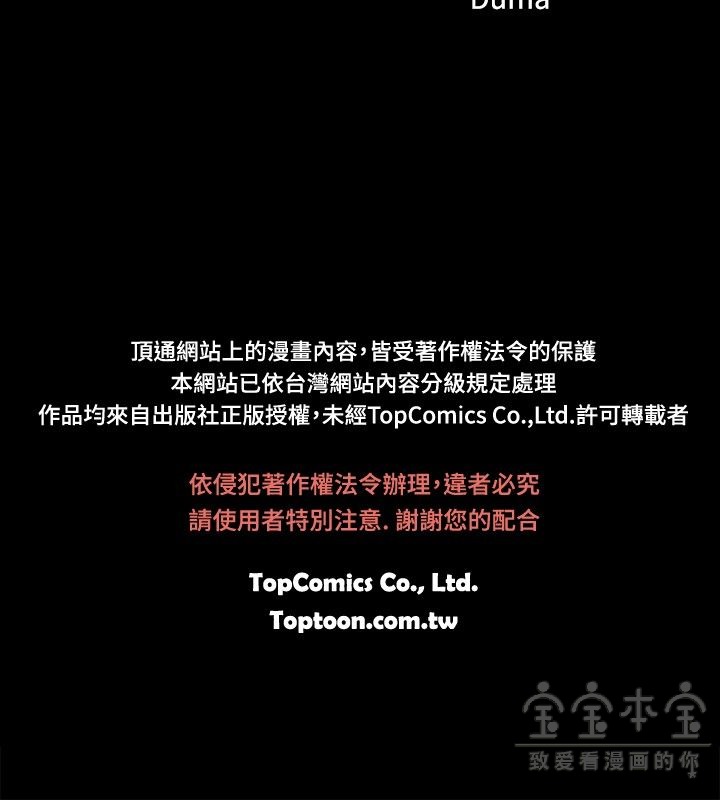 Duma
頂通網站上的漫畫內容，皆受著作權法令的保護
本網站已依台灣網站內容分級規定處理
作品均來自出版社正版授權，未經TopComics Co.,Ltd.許可轉載者
依侵犯著作權法令辦理，違者必究
請使用者特別注意. 謝謝您的配合
TopComics Co., Ltd.
Toptoon.com.tw
宝宝本宝
致爱看漫画的你*